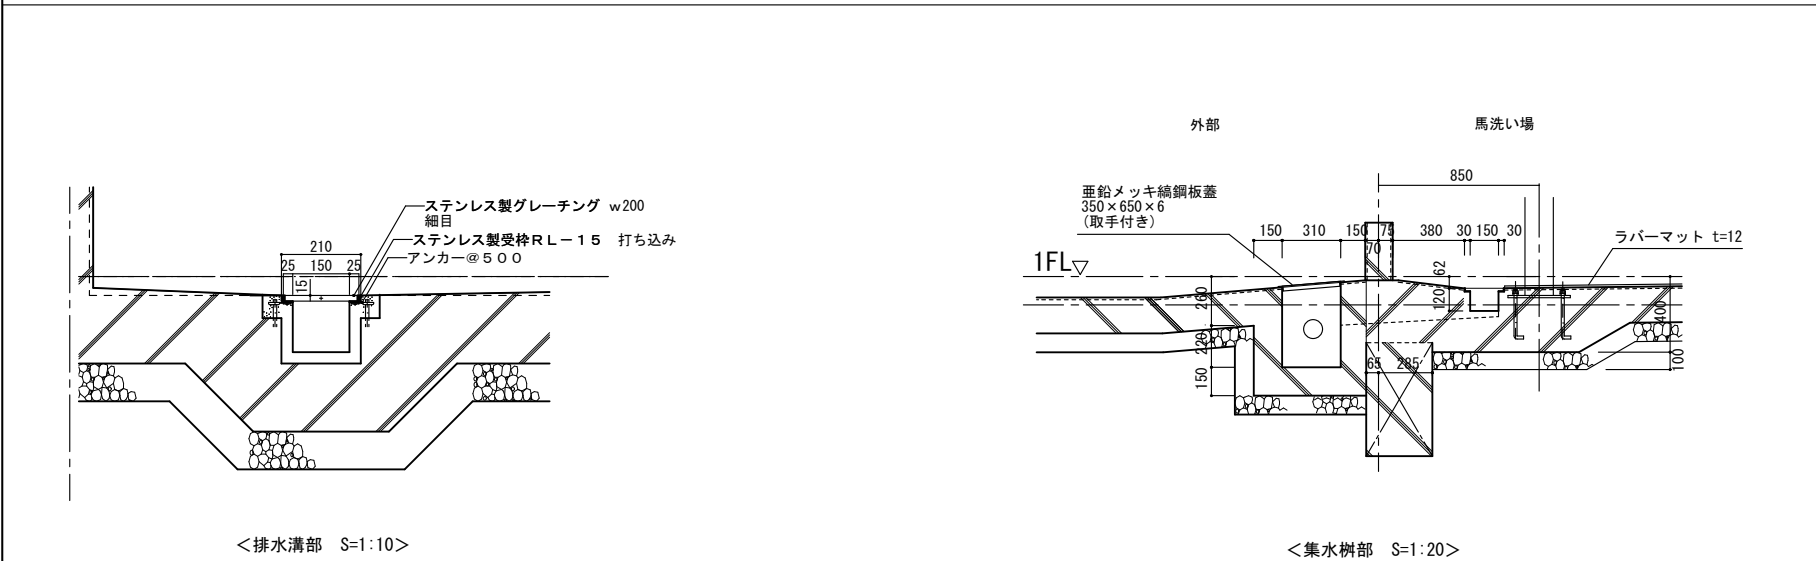 ステンレス製グレーチング w200
細目
ステンレス製受枠RL－15 打ち込み
アンカー＠500
210
25 150 25
15
＜排水溝部 S=1:10＞
外部
馬洗い場
850
亜鉛メッキ縞鋼板蓋
350×650×6
(取手付き)
150 310 150 75 380 30 150 30
70
ラバーマット t=12
1FL
62
260
120
400
220
65 285
100
150
＜集水桝部 S=1:20＞